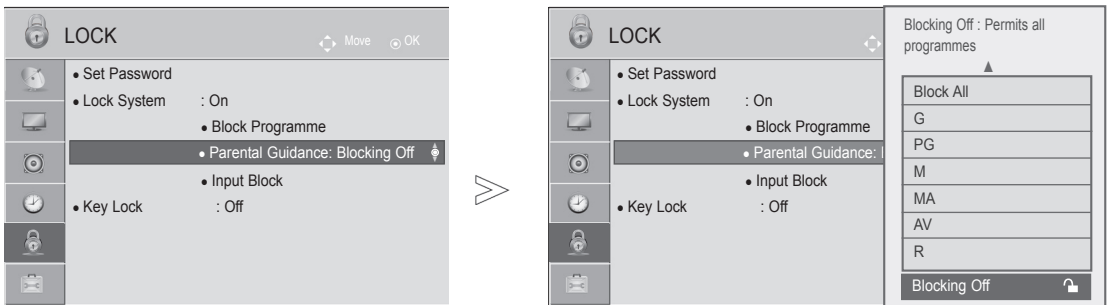 LOCK
Move OK
• Set Password
• Lock System : On
• Block Programme
• Parental Guidance: Blocking Off
• Input Block
• Key Lock : Off
LOCK
• Set Password
• Lock System : On
• Block Programme
• Parental Guidance:
• Input Block
• Key Lock : Off
Blocking Off : Permits all
programmes
Block All
G
PG
M
MA
AV
R
Blocking Off